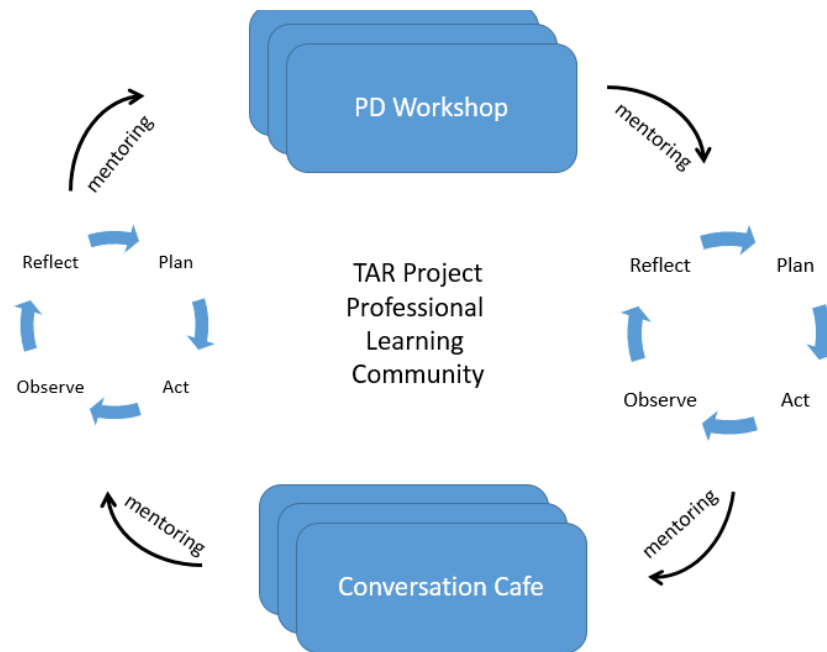 PD Workshop
mentoring
mentoring
Reflect
Plan
Observe
Act
TAR Project
Professional
Learning
Community
Reflect
Plan
Observe
Act
mentoring
mentoring
Conversation Cafe